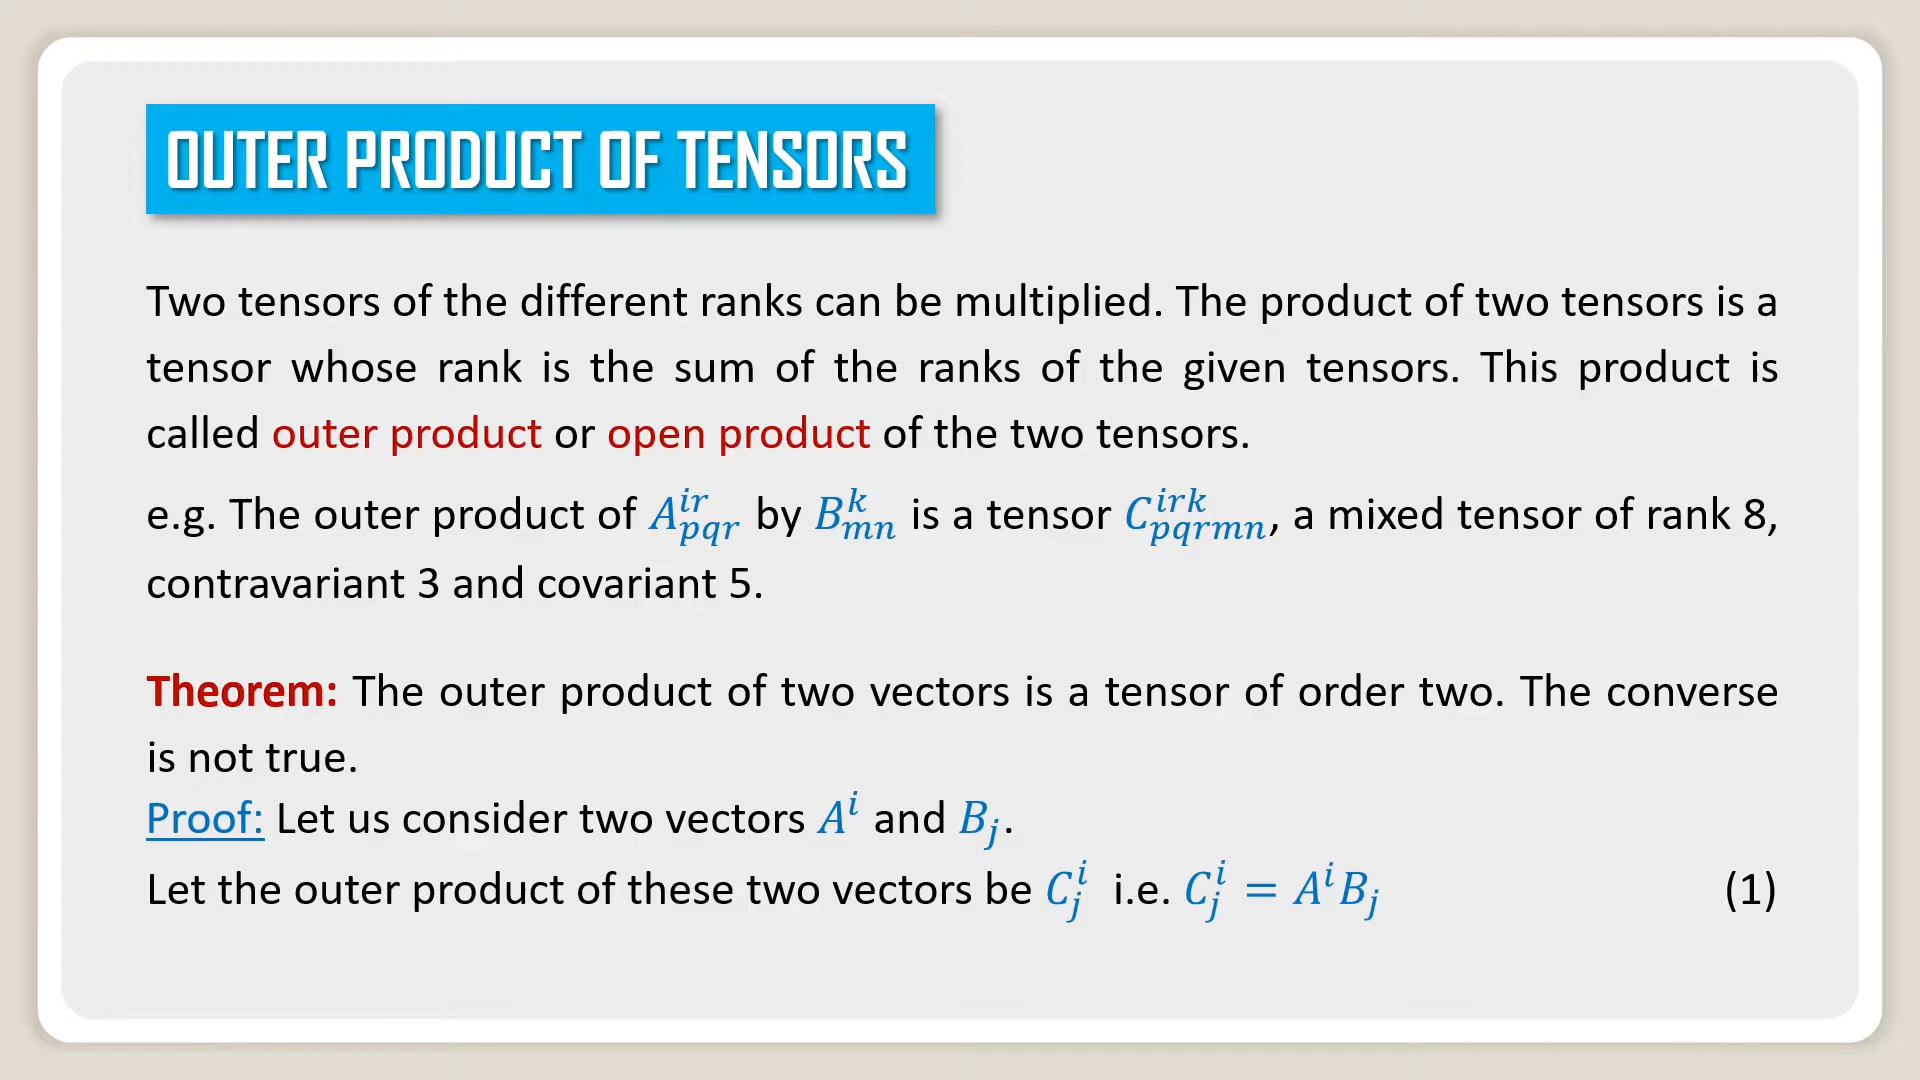 OUTER PRODUCT OF TENSORS
Two tensors of the different ranks can be multiplied. The product of two tensors is a
tensor whose rank is the sum of the ranks of the given tensors. This product is
called outer product or open product of the two tensors.
e.g. The outer product of $A^{ir}_{pqr}$ by $B^{k}_{mn}$ is a tensor $C^{irk}_{pqrmn}$, a mixed tensor of rank 8,
contravariant 3 and covariant 5.
Theorem: The outer product of two vectors is a tensor of order two. The converse
is not true.
Proof: Let us consider two vectors $A^{i}$ and $B_{j}$.
Let the outer product of these two vectors be $C^{i}_{j}$ i.e. $C^{i}_{j} = A^{i}B_{j}$ (1)